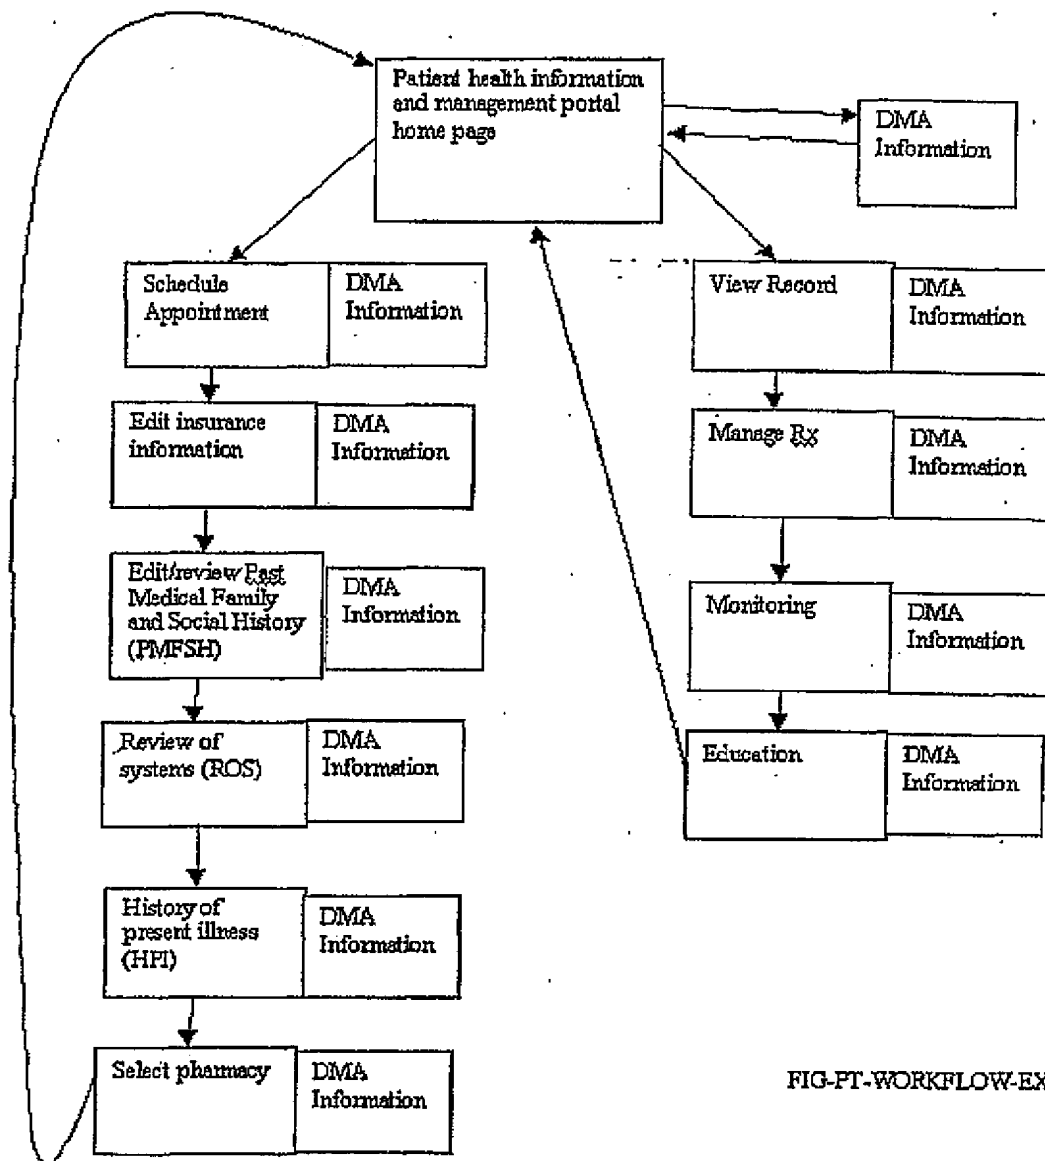 Patient health information
and management portal
home page
DMA
Information
Schedule
Appointment
DMA
Information
View Record
DMA
Information
Edit insurance
information
DMA
Information
Manage Rx
DMA
Information
Edit/review Past
Medical Family
and Social History
(PMFSH)
DMA
Information
Monitoring
DMA
Information
Review of
systems (ROS)
DMA
Information
Education
DMA
Information
History of
present illness
(HPI)
DMA
Information
Select pharmacy
DMA
Information
FIG-PT-WORKFLOW-EX